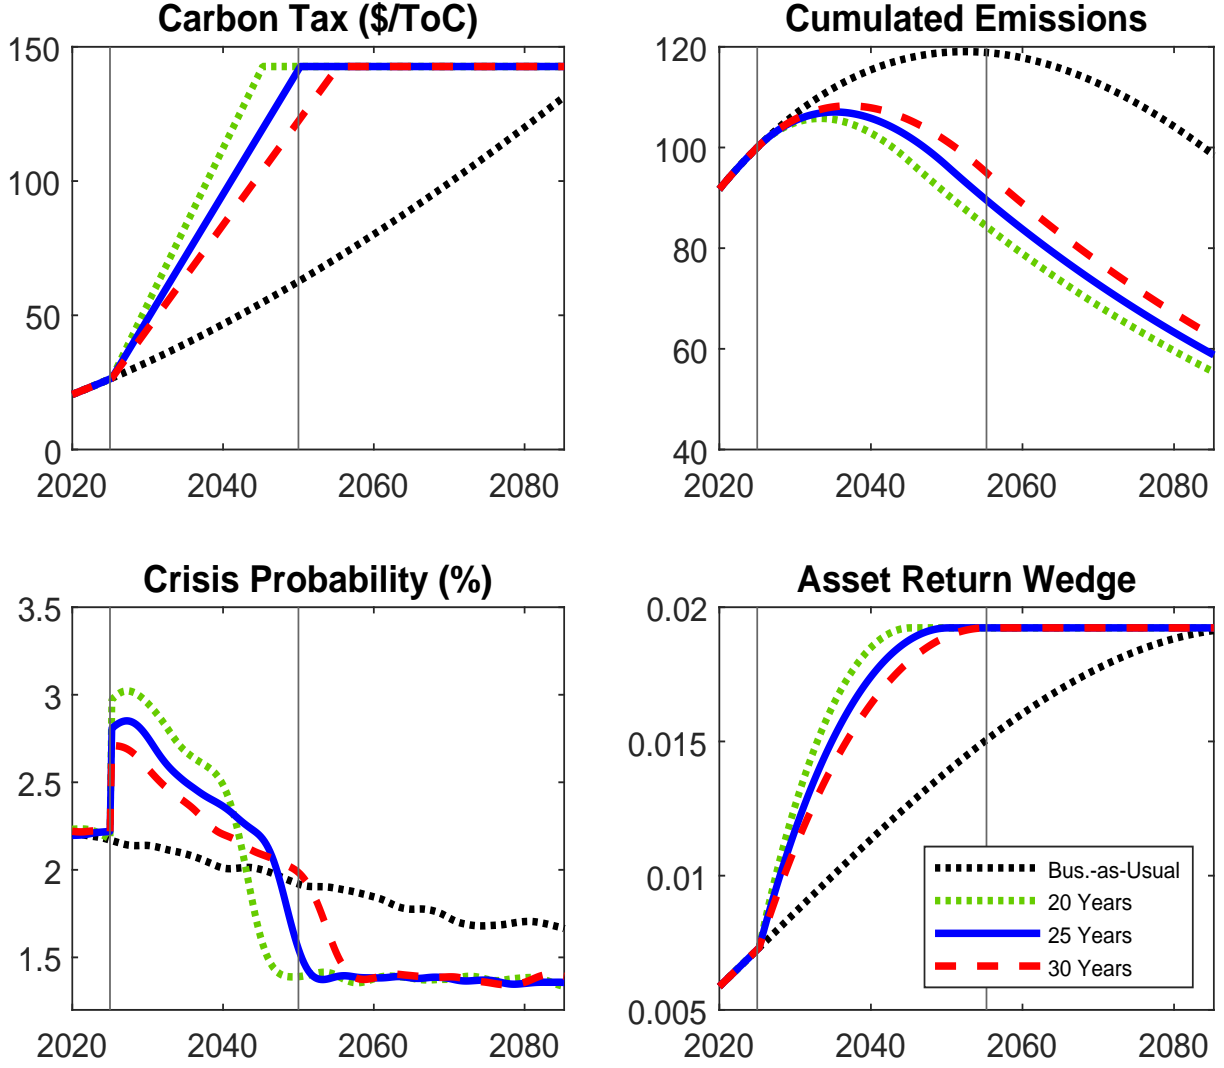 Carbon Tax ($/ToC)
150
100
50
0
2020 2040 2060 2080
Cumulated Emissions
120
100
80
60
40
2020 2040 2060 2080
Crisis Probability (%)
3.5
3
2.5
2
1.5
2020 2040 2060 2080
Asset Return Wedge
0.02
0.015
0.01
0.005
2020 2040 2060 2080
Bus.-as-Usual
20 Years
25 Years
30 Years